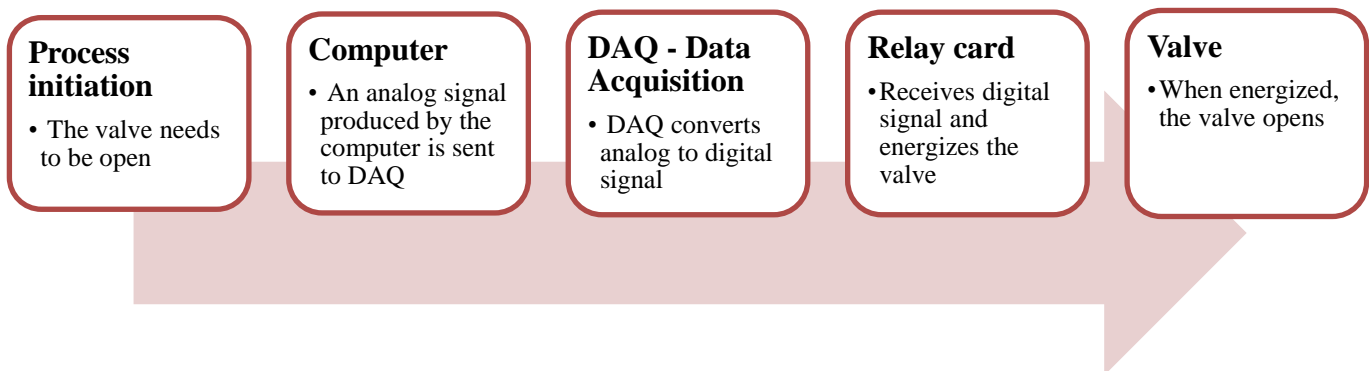 Process
initiation
• The valve needs
to be open
Computer
• An analog signal
produced by the
computer is sent
to DAQ
DAQ - Data
Acquisition
• DAQ converts
analog to digital
signal
Relay card
•Receives digital
signal and
energizes the
valve
Valve
•When energized,
the valve opens